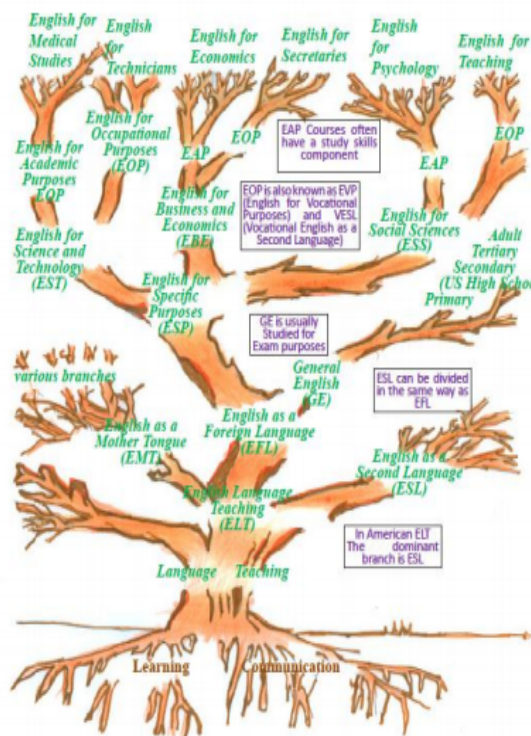 English for
Medical
Studies
English
for
Technicians
English for
Economics
English for
Secretaries
English
for
Psychology
English for
Teaching
English for
Academic
Purposes
EOP
English for
Occupational
Purposes
(EOP)
EAP
EOP
EAP Courses often
have a study skills
component
EAP
EOP
English for
Science and
Technology
(EST)
English for
Business and
Economics
(EBE)
EOP is also known as EVP
(English for Vocational
Purposes) and VESL
(Vocational English as a
Second Language)
English for
Social Sciences
(ESS)
Adult
Tertiary
Secondary
(US High School
Primary
English for
Specific
Purposes
(ESP)
GE is usually
Studied for
Exam purposes
General
English
(GE)
ESL can be divided
in the same way as
EFL
various branches
English as a
Mother Tongue
(EMT)
English as a
Foreign Language
(EFL)
English as a
Second Language
(ESL)
English Language
Teaching
(ELT)
In American ELT
The dominant
branch is ESL
Language Teaching
Learning Communication